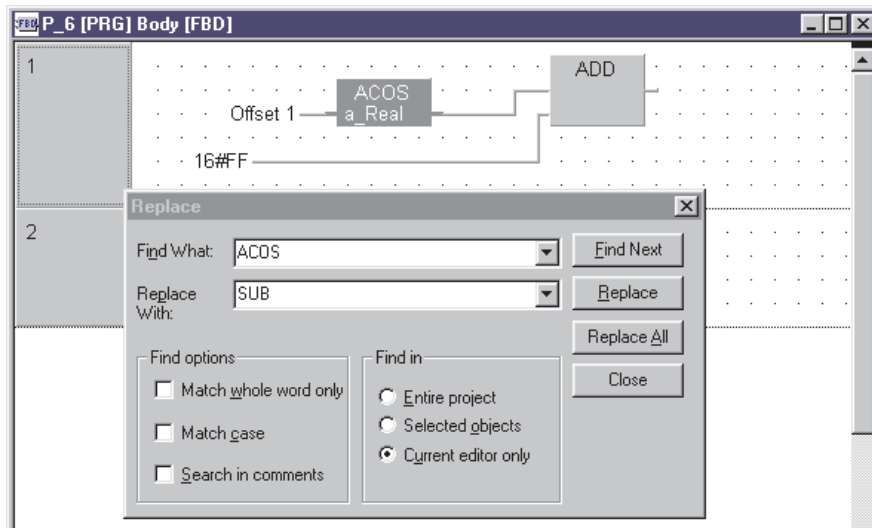 P_6 [PRG] Body [FBD]
1
ADD
ACOS
Offset 1
a_Real
16#FF
Replace
2
Find What:
ACOS
Find Next
Replace With:
SUB
Replace
Replace All
Find options
Find in
Close
Match whole word only
Entire project
Match case
Selected objects
Current editor only
Search in comments